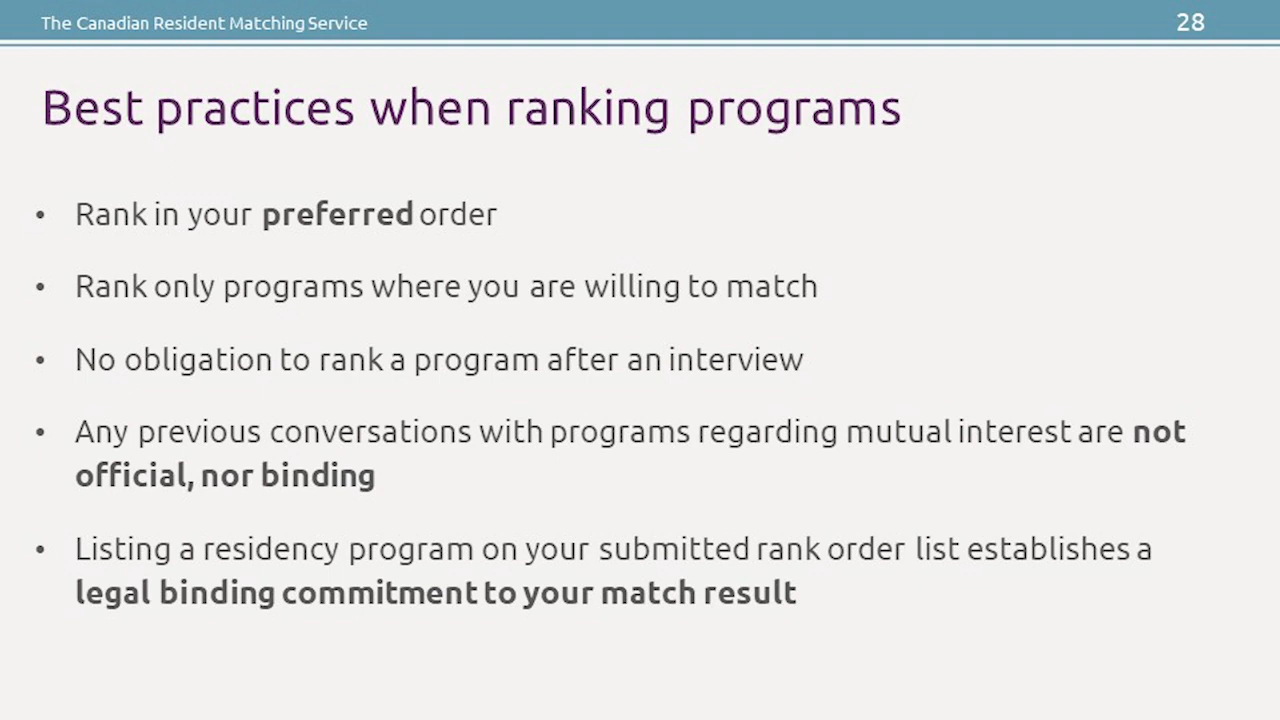 The Canadian Resident Matching Service 28
Best practices when ranking programs
• Rank in your preferred order
• Rank only programs where you are willing to match
• No obligation to rank a program after an interview
• Any previous conversations with programs regarding mutual interest are not
official, nor binding
• Listing a residency program on your submitted rank order list establishes a
legal binding commitment to your match result